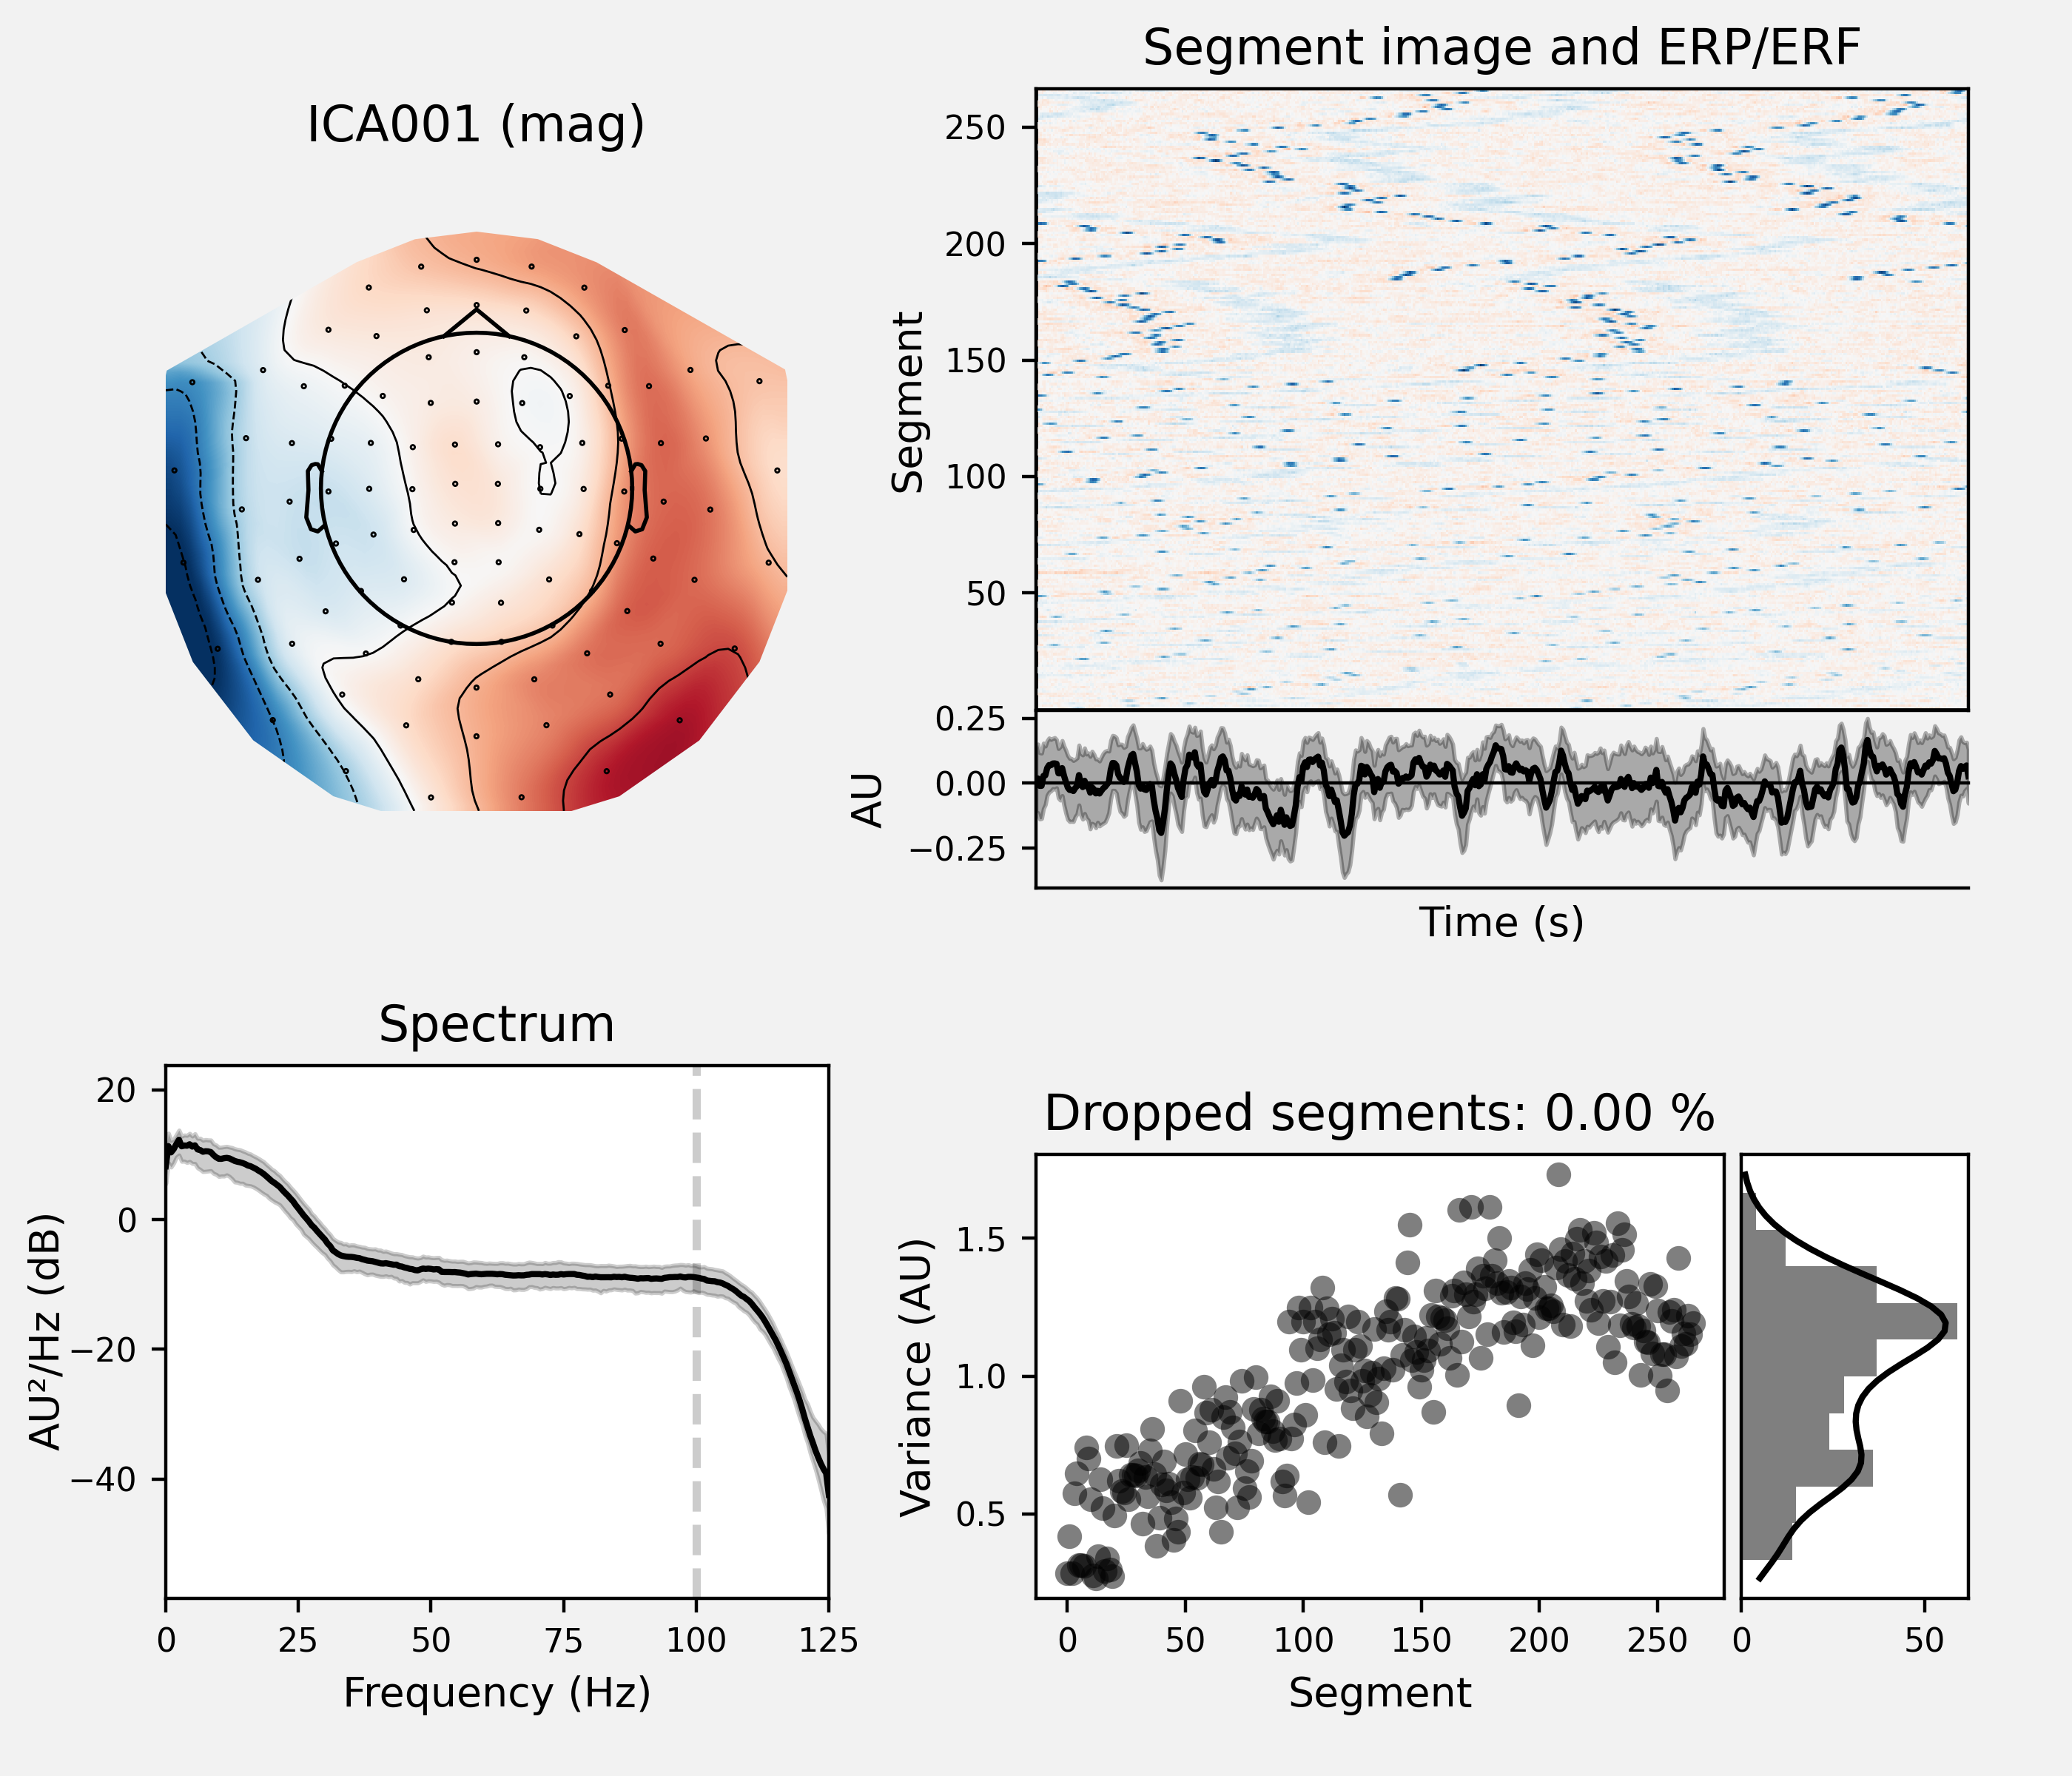 ICA001 (mag)
Segment image and ERP/ERF
Segment
250
200
150
100
50
AU
0.25
0.00
−0.25
Time (s)
Spectrum
AU²/Hz (dB)
20
0
−20
−40
0 25 50 75 100 125
Frequency (Hz)
Dropped segments: 0.00 %
Variance (AU)
1.5
1.0
0.5
0 50 100 150 200 250
Segment
0 50